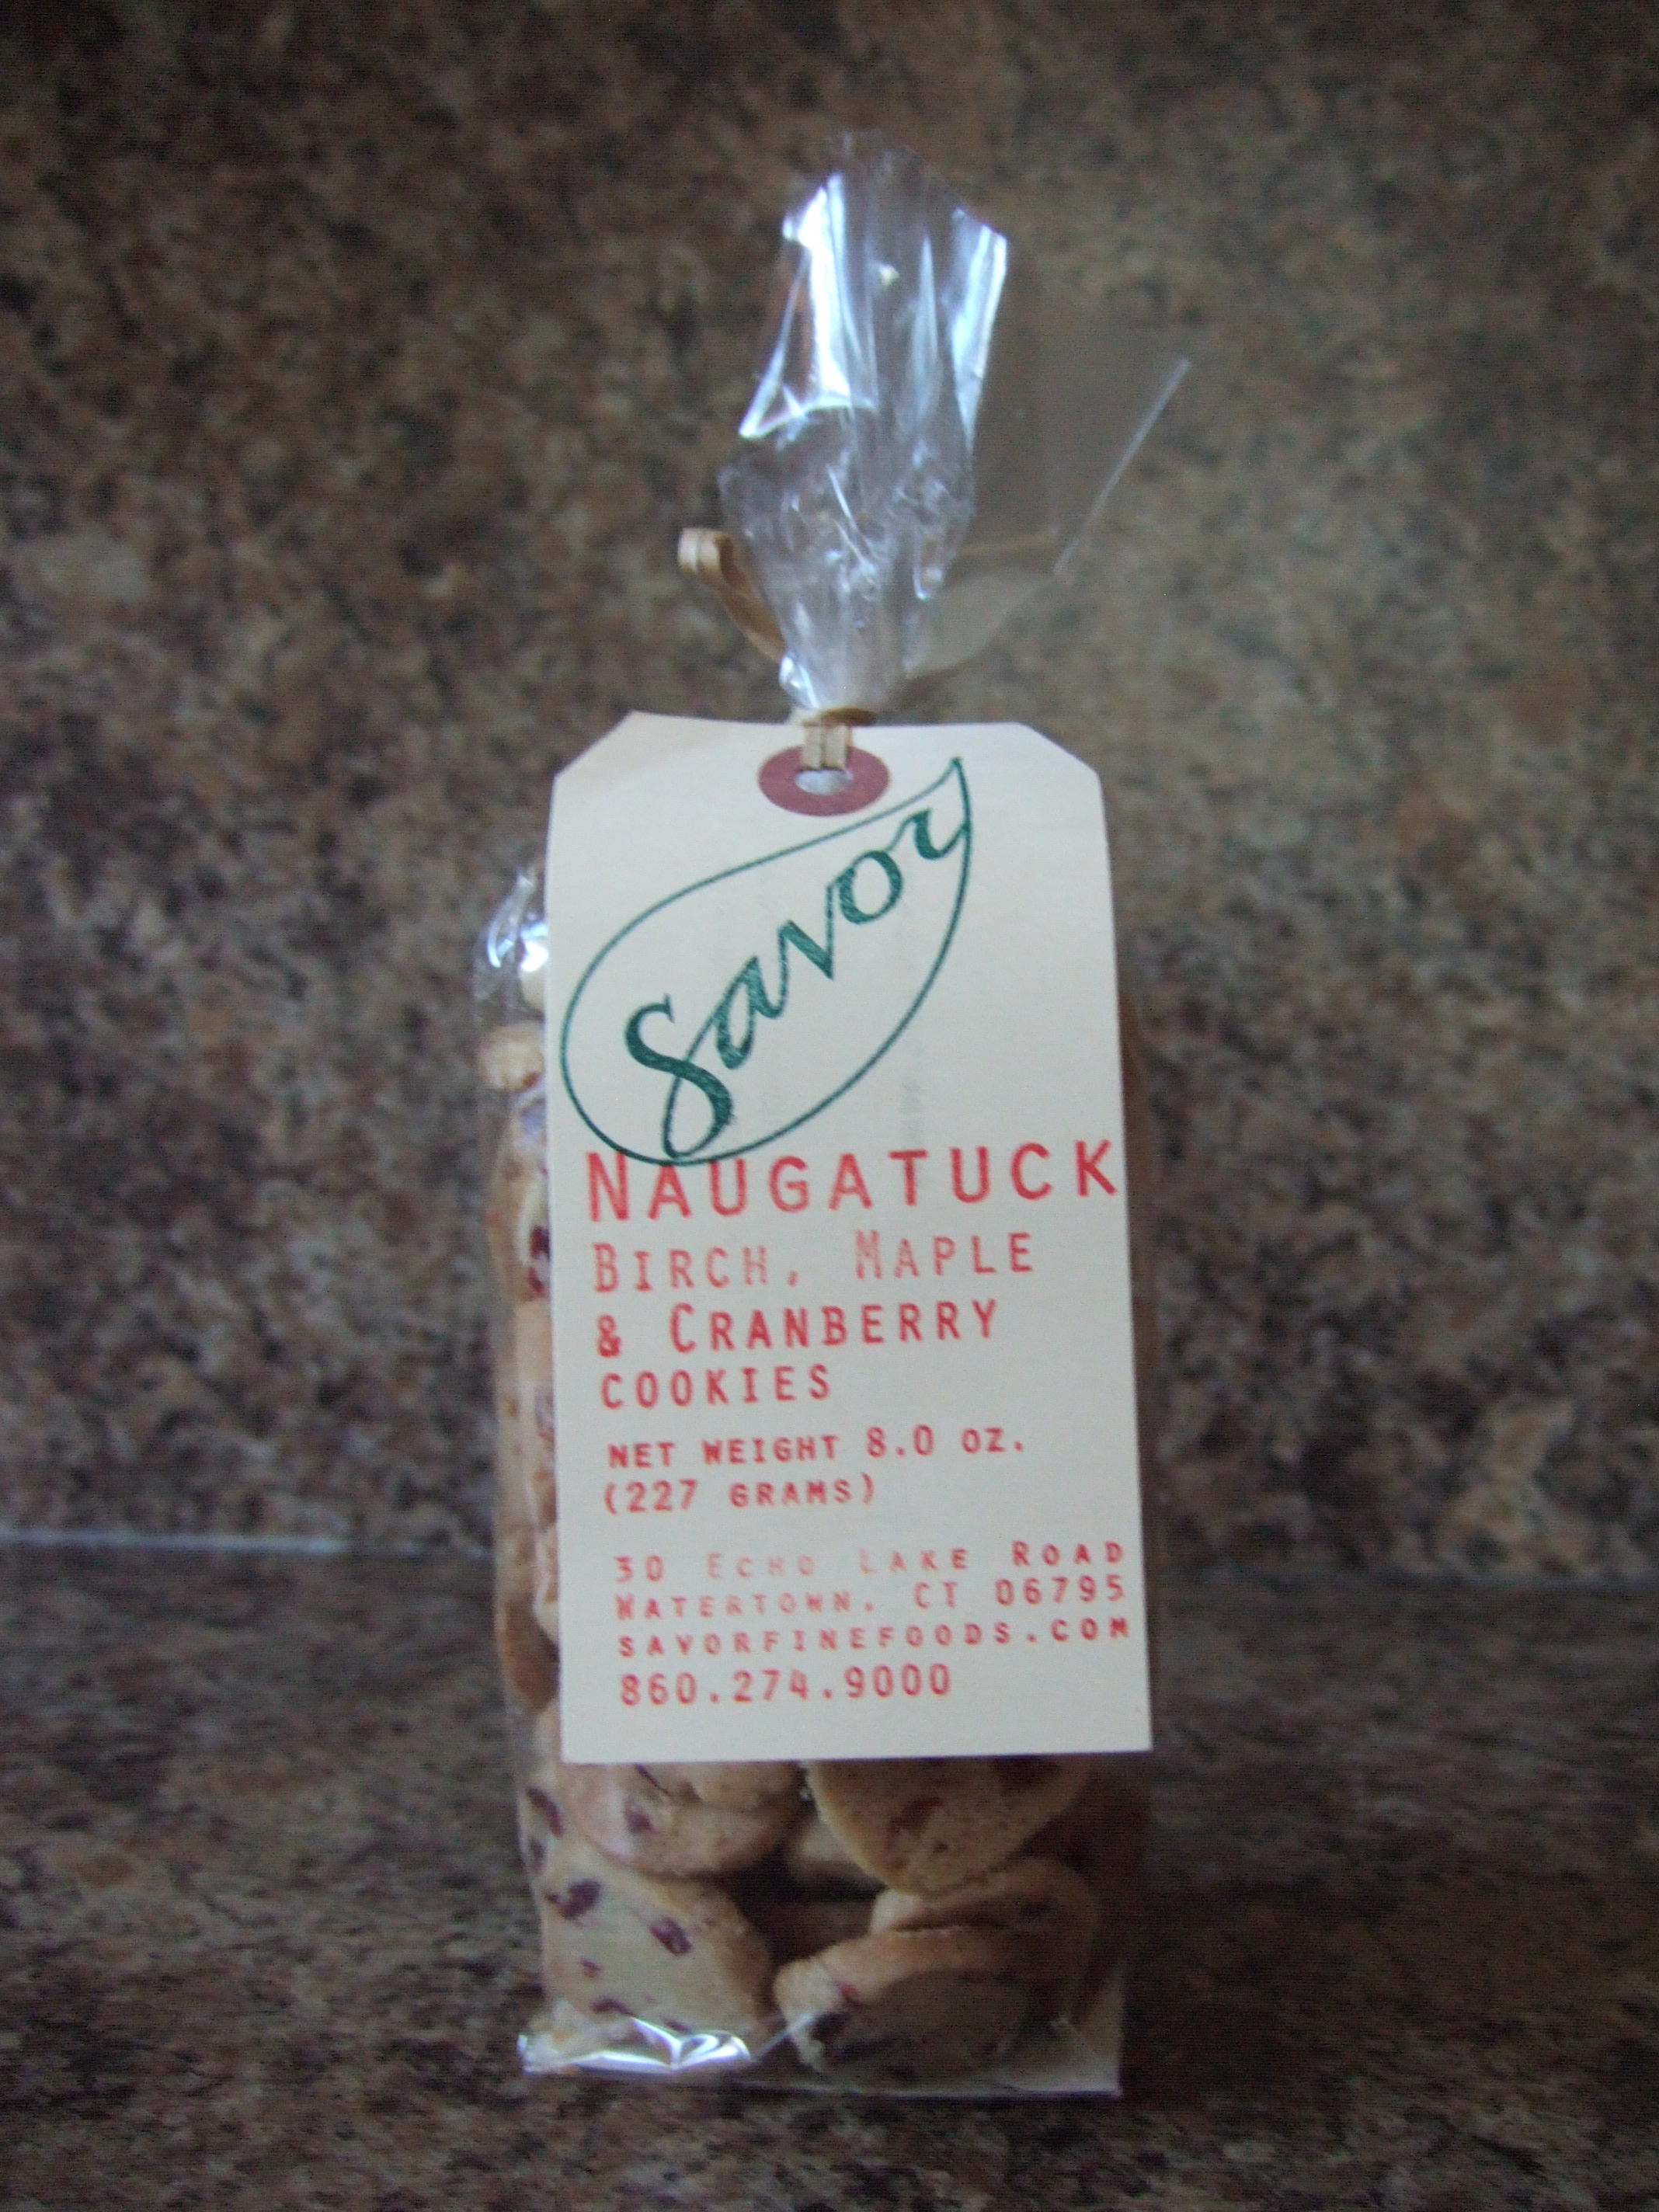 Savor
NAUGATUCK
BIRCH, MAPLE
& CRANBERRY
COOKIES
NET WEIGHT 8.0 OZ.
(227 GRAMS)
30 ECHO LAKE ROAD
WATERTOWN, CT 06795
SAVORFINEFOODS.COM
860.274.9000